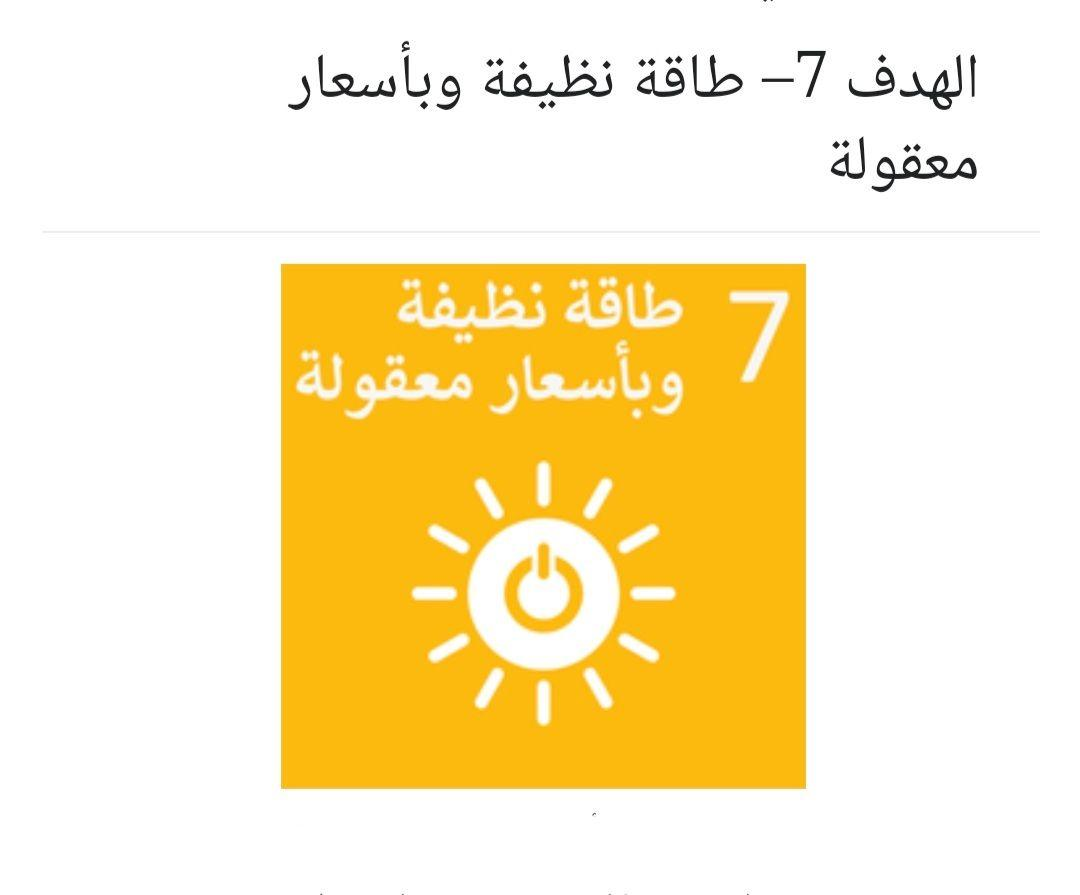 الهدف 7– طاقة نظيفة وبأسعار
معقولة
7
طاقة نظيفة
وبأسعار معقولة